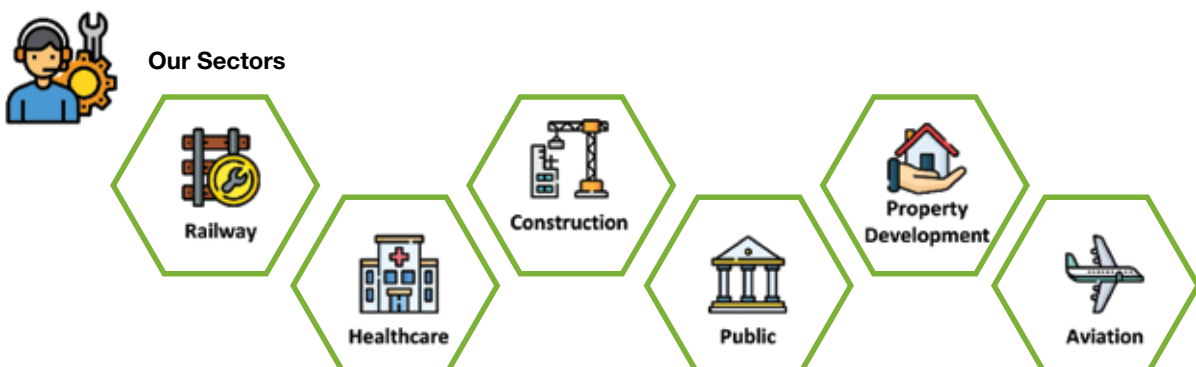 Our Sectors
Railway
Healthcare
Construction
Public
Property
Development
Aviation